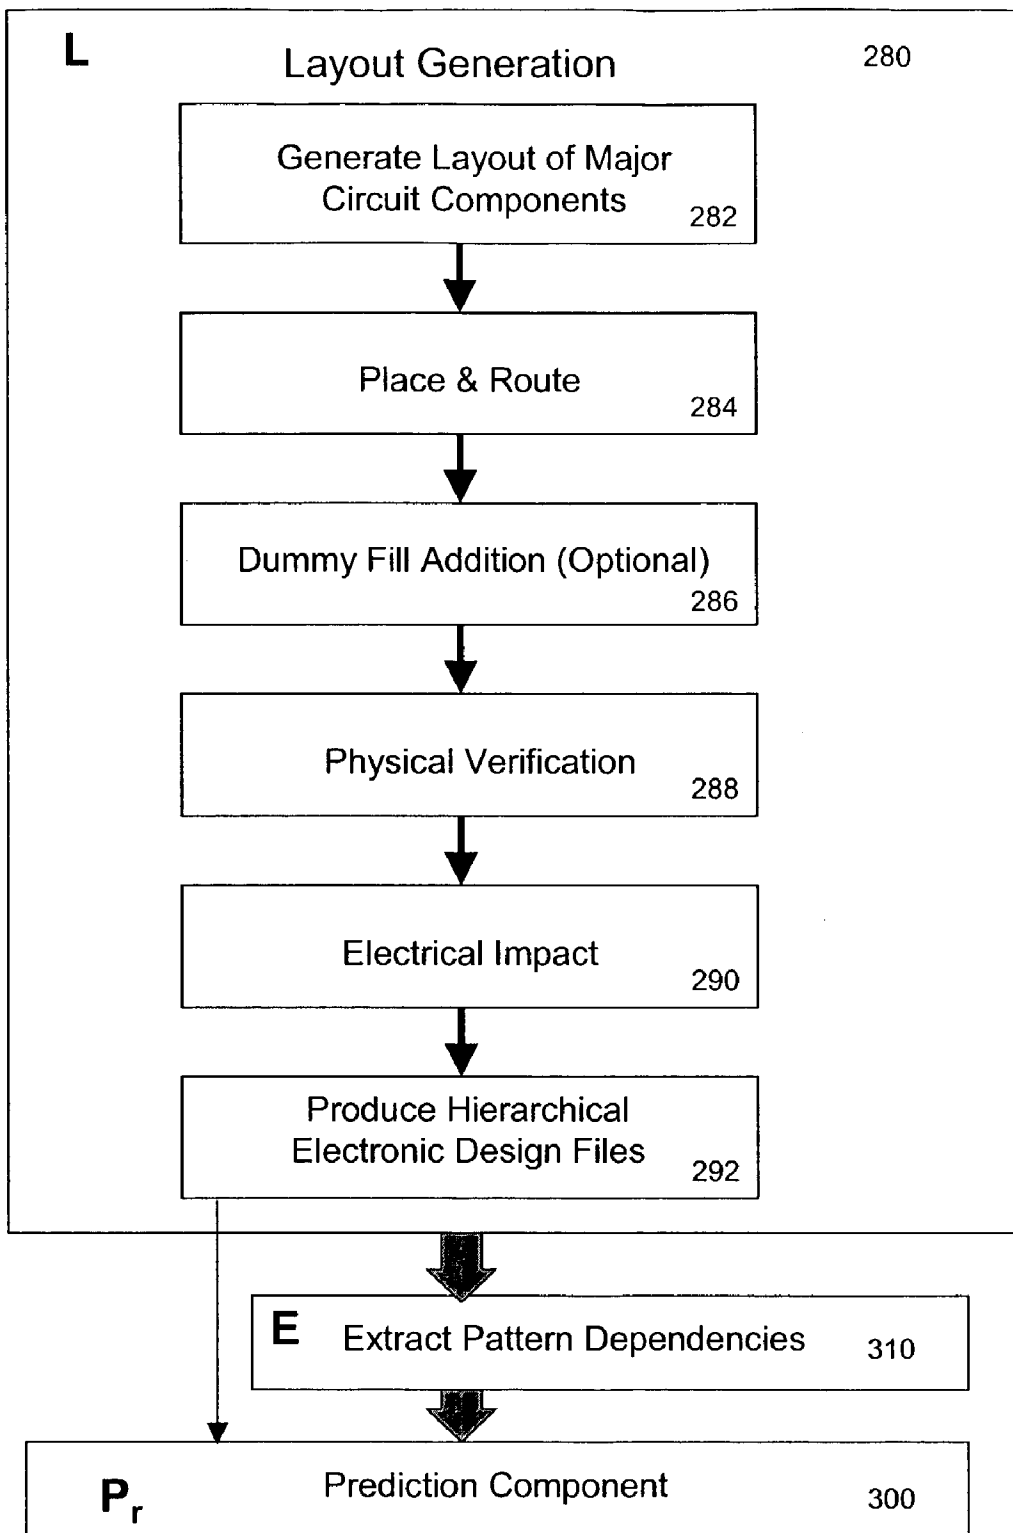 L
Layout Generation
280
Generate Layout of Major
Circuit Components
282
Place & Route
284
Dummy Fill Addition (Optional)
286
Physical Verification
288
Electrical Impact
290
Produce Hierarchical
Electronic Design Files
292
E Extract Pattern Dependencies 310
Pr Prediction Component 300